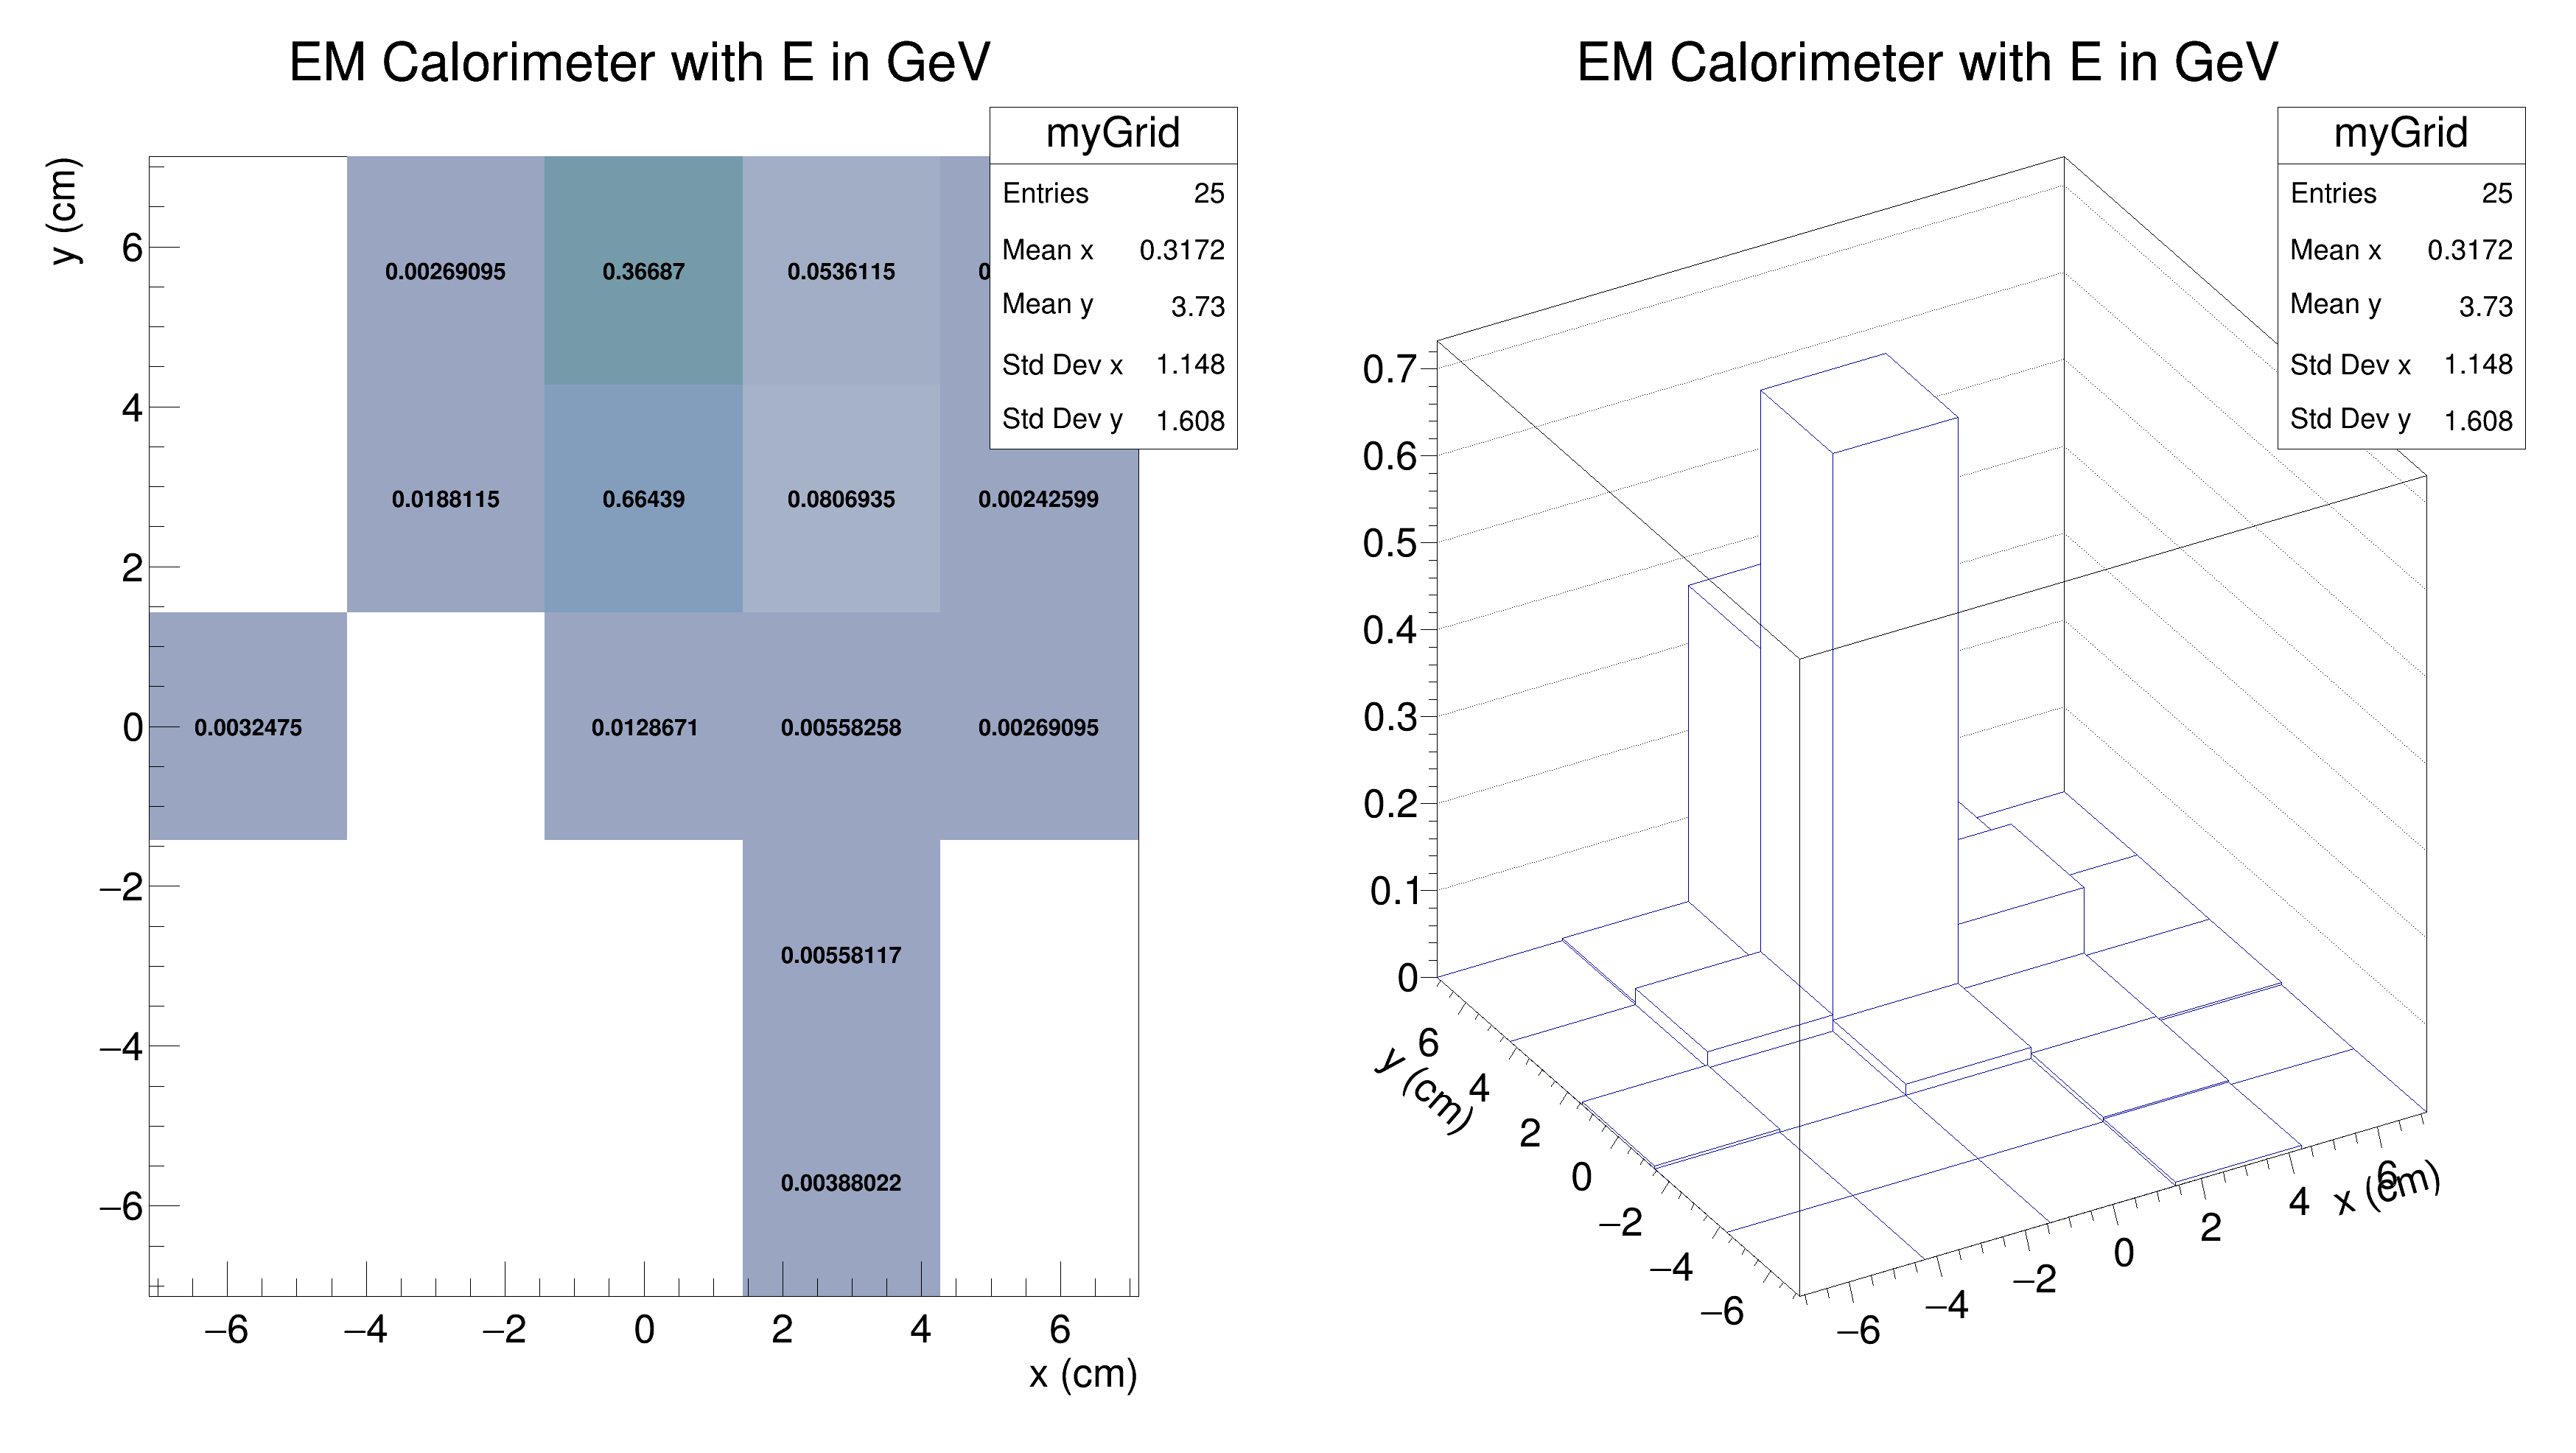 EM Calorimeter with E in GeV
myGrid
Entries 25
Mean x 0.3172
Mean y 3.73
Std Dev x 1.148
Std Dev y 1.608
y (cm)
6
4
2
0
−2
−4
−6
0.00269095 0.36687 0.0536115
0.0188115 0.66439 0.0806935 0.00242599
0.0032475 0.0128671 0.00558258 0.00269095
0.00558117
0.00388022
−6 −4 −2 0 2 4 6
x (cm)
EM Calorimeter with E in GeV
myGrid
Entries 25
Mean x 0.3172
Mean y 3.73
Std Dev x 1.148
Std Dev y 1.608
0.7
0.6
0.5
0.4
0.3
0.2
0.1
0
6
4
2
0
−2
−4
−6
y (cm)
−6 −4 −2 0 2 4 6
x (cm)